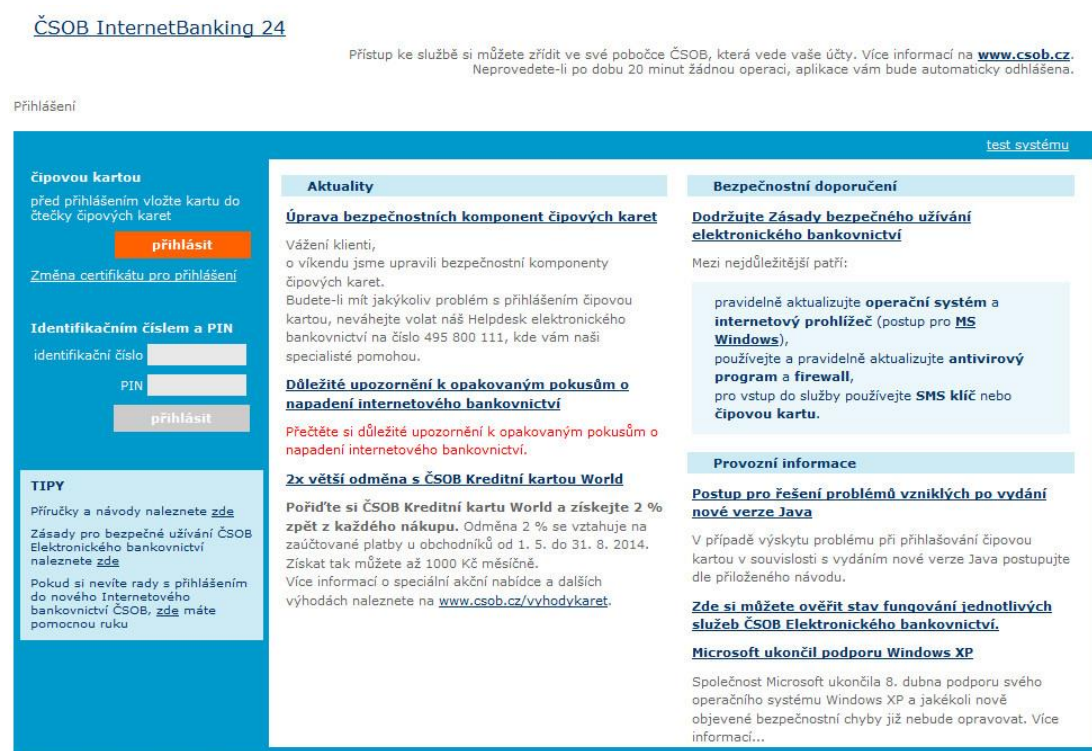 ČSOB InternetBanking 24
Přístup ke službě si můžete zřídit ve své pobočce ČSOB, která vede vaše účty. Více informací na www.csob.cz.
Neprovedete-li po dobu 20 minut žádnou operaci, aplikace vám bude automaticky odhlášena.
Přihlášení
test systému
čipovou kartou
před přihlášením vložte kartu do
čtečky čipových karet
přihlásit
Změna certifikátu pro přihlášení
Identifikačním číslem a PIN
identifikační číslo
PIN
přihlásit
TIPY
Příručky a návody naleznete zde
Zásady pro bezpečné užívání ČSOB
Elektronického bankovnictví
naleznete zde
Pokud si nevíte rady s přihlášením
do nového Internetového
bankovnictví ČSOB, zde máte
pomocnou ruku
Aktuality
Úprava bezpečnostních komponent čipových karet
Vážení klienti,
o víkendu jsme upravili bezpečnostní komponenty
čipových karet.
Budete-li mít jakýkoliv problém s přihlášením čipovou
kartou, neváhejte volat náš Helpdesk elektronického
bankovnictví na číslo 495 800 111, kde vám naši
specialisté pomohou.
Důležité upozornění k opakovaným pokusům o
napadení internetového bankovnictví
Přečtěte si důležité upozornění k opakovaným pokusům o
napadení internetového bankovnictví.
2x větší odměna s ČSOB Kreditní kartou World
Pořiďte si ČSOB Kreditní kartu World a získejte 2 %
zpět z každého nákupu. Odměna 2 % se vztahuje na
zaúčtované platby u obchodníků od 1. 5. do 31. 8. 2014.
Získat tak můžete až 1000 Kč měsíčně.
Více informací o speciální akční nabídce a dalších
výhodách naleznete na www.csob.cz/vyhodykaret.
Bezpečnostní doporučení
Dodržujte Zásady bezpečného užívání
elektronického bankovnictví
Mezi nejdůležitější patří:
pravidelně aktualizujte operační systém a
internetový prohlížeč (postup pro MS
Windows),
používejte a pravidelně aktualizujte antivirový
program a firewall,
pro vstup do služby používejte SMS klíč nebo
čipovou kartu.
Provozní informace
Postup pro řešení problémů vzniklých po vydání
nové verze Java
V případě výskytu problému při přihlašování čipovou
kartou v souvislosti s vydáním nové verze Java postupujte
dle přiloženého návodu.
Zde si můžete ověřit stav fungování jednotlivých
služeb ČSOB Elektronického bankovnictví.
Microsoft ukončil podporu Windows XP
Společnost Microsoft ukončila 8. dubna podporu svého
operačního systému Windows XP a jakékoli nově
objevené bezpečnostní chyby již nebude opravovat. Více
informací...